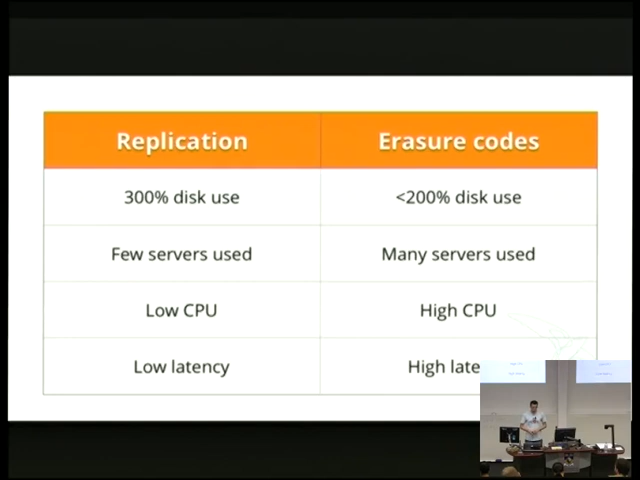 Replication Erasure codes
300% disk use <200% disk use
Few servers used Many servers used
Low CPU High CPU
Low latency High late